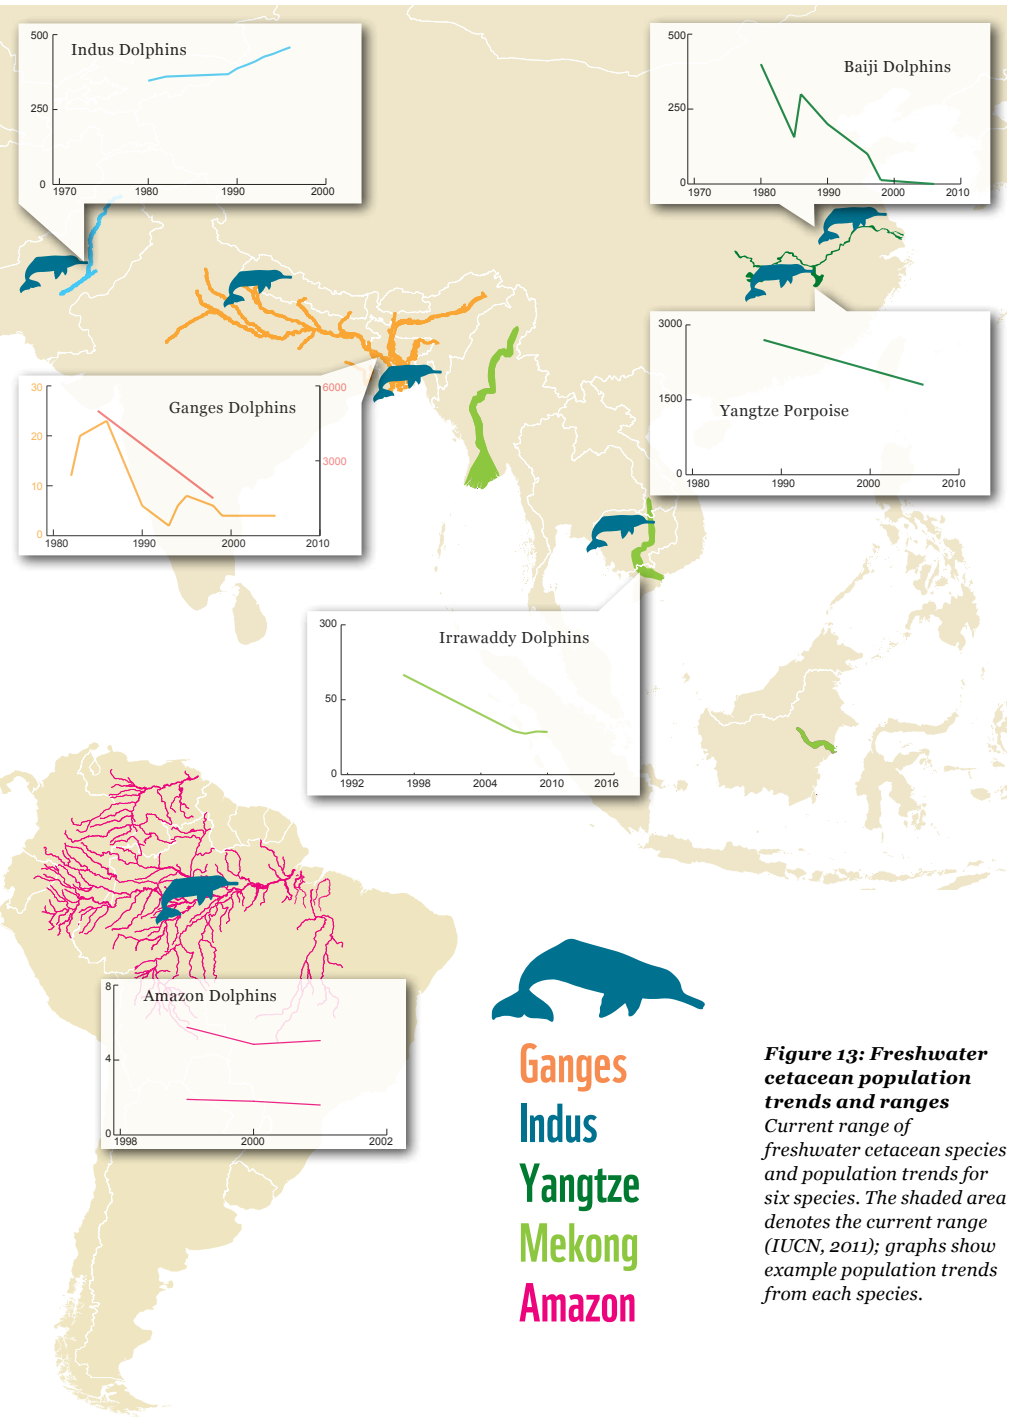 500
Indus Dolphins
250
0
1970
1980
1990
2000
500
Baiji Dolphins
250
0
1970
1980
1990
2000
2010
30
6000
Ganges Dolphins
20
3000
10
0
1980
1990
2000
2010
3000
1500
Yangtze Porpoise
0
1980
1990
2000
2010
300
Irrawaddy Dolphins
50
0
1992
1998
2004
2010
2016
8
Amazon Dolphins
4
0
1998
2000
2002
Ganges
Indus
Yangtze
Mekong
Amazon
Figure 13: Freshwater
cetacean population
trends and ranges
Current range of
freshwater cetacean species
and population trends for
six species. The shaded area
denotes the current range
(IUCN, 2011); graphs show
example population trends
from each species.